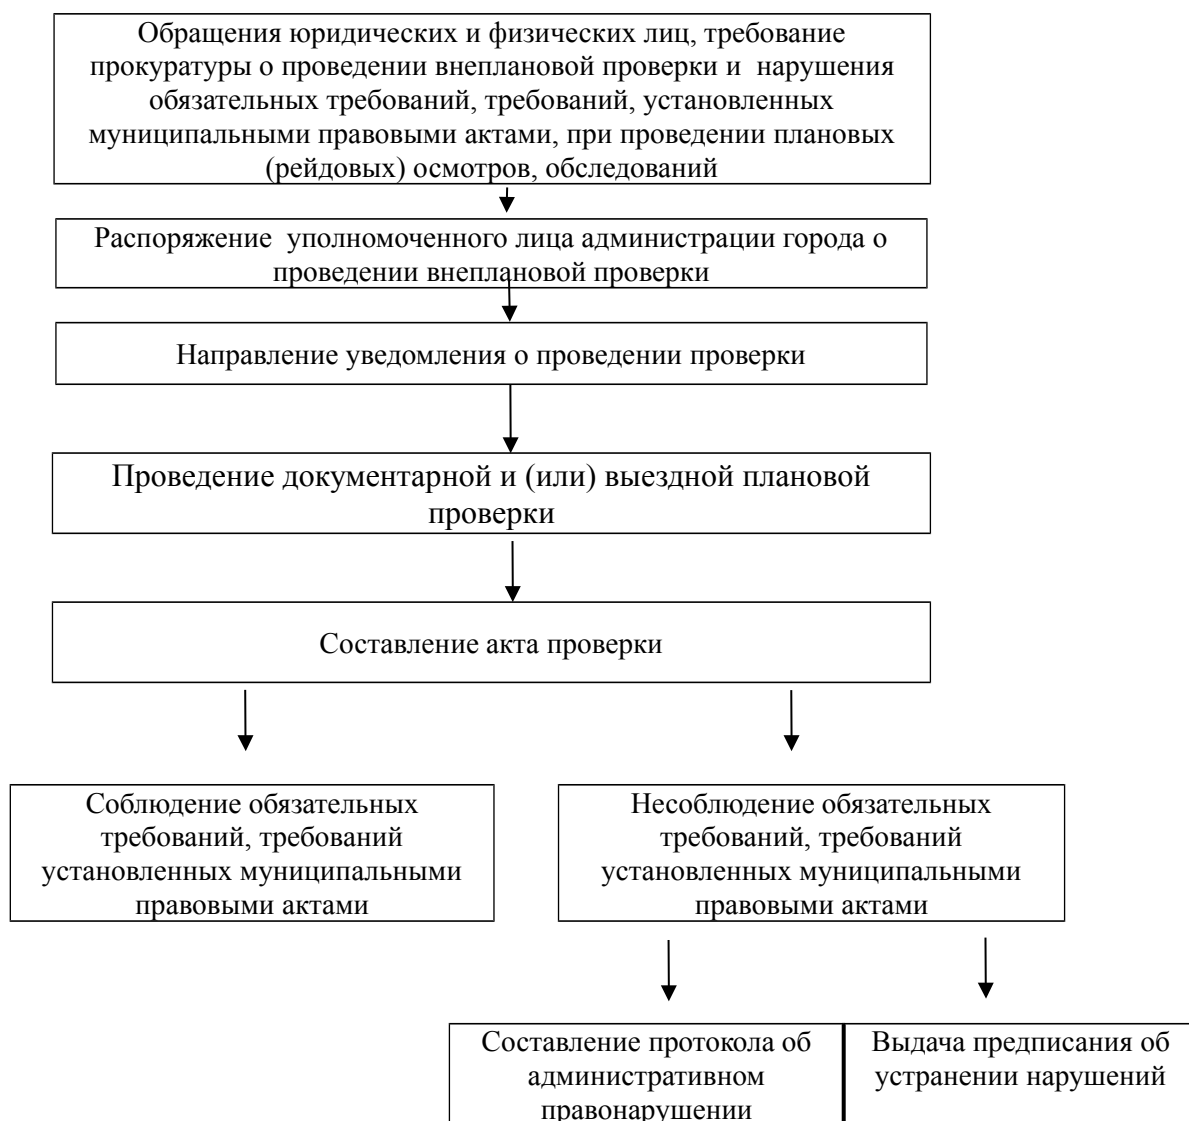 Обращения юридических и физических лиц, требование
прокуратуры о проведении внеплановой проверки и нарушения
обязательных требований, требований, установленных
муниципальными правовыми актами, при проведении плановых
(рейдовых) осмотров, обследований
Распоряжение уполномоченного лица администрации города о
проведении внеплановой проверки
Направление уведомления о проведении проверки
Проведение документарной и (или) выездной плановой
проверки
Составление акта проверки
Соблюдение обязательных
требований, требований
установленных муниципальными
правовыми актами
Несоблюдение обязательных
требований, требований
установленных муниципальными
правовыми актами
Составление протокола об
административном
правонарушении
Выдача предписания об
устранении нарушений